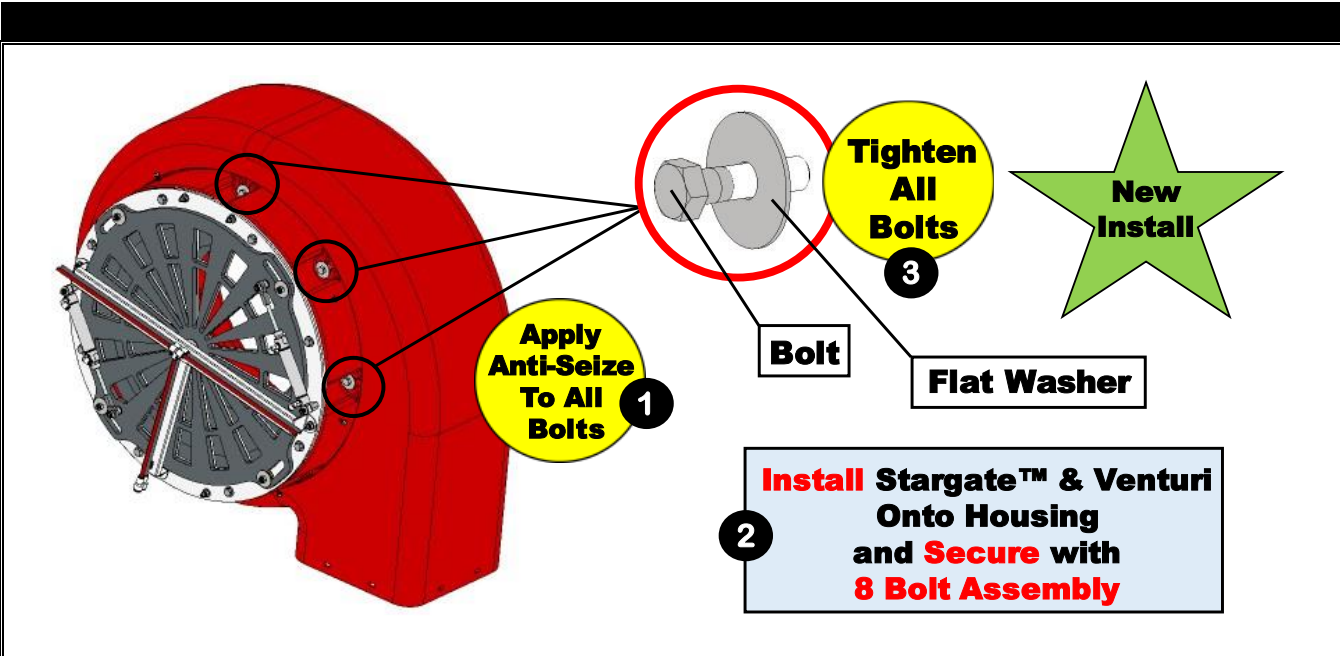 Apply
Anti-Seize
To All
Bolts
1
Tighten
All
Bolts
3
New
Install
Bolt
Flat Washer
2
Install Stargate™ & Venturi
Onto Housing
and Secure with
8 Bolt Assembly